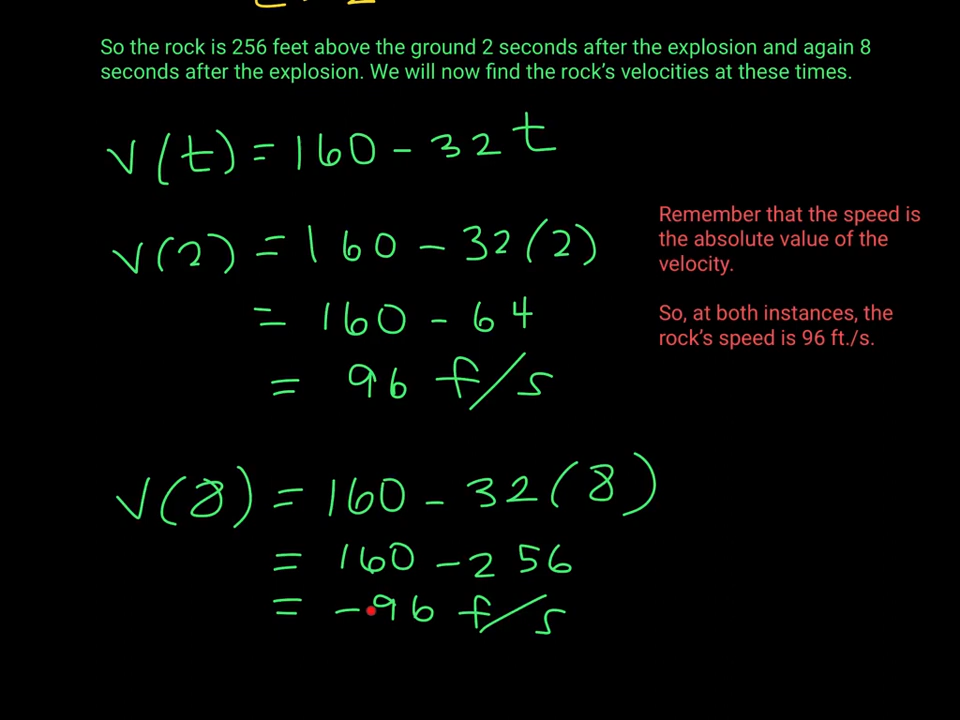 So the rock is 256 feet above the ground 2 seconds after the explosion and again 8
seconds after the explosion. We will now find the rock's velocities at these times.
v(t) = 160 - 32t
v(2) = 160 - 32(2)
= 160 - 64
= 96 f/s
Remember that the speed is
the absolute value of the
velocity.
So, at both instances, the
rock's speed is 96 ft./s.
v(8) = 160 - 32(8)
= 160 - 256
= -96 f/s